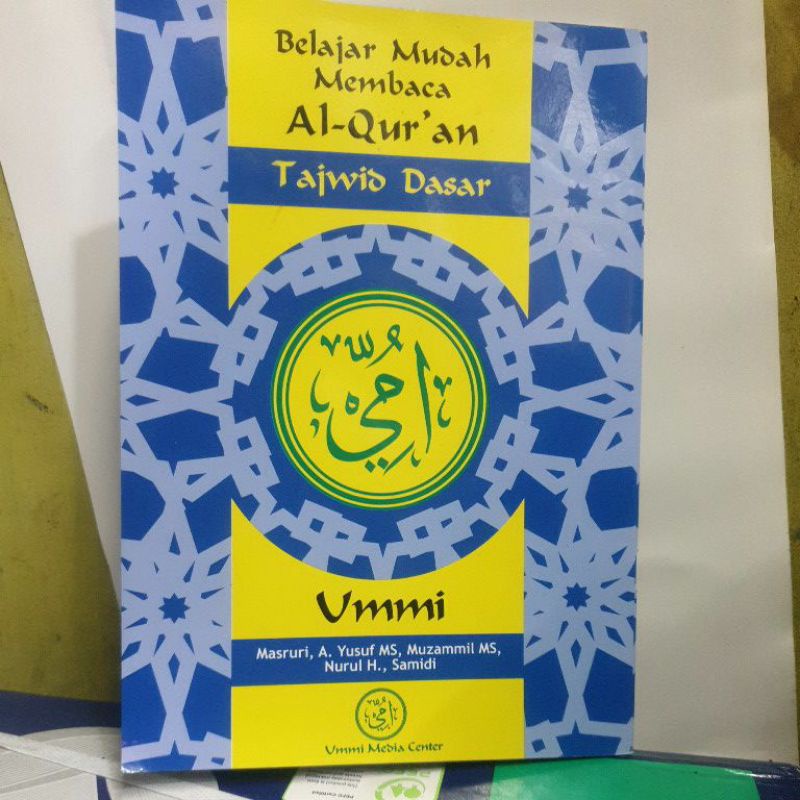 Belajar Mudah
Membaca
Al-Qur'an
Tajwid Dasar
اُمِّي
Ummi
Masruri, A. Yusuf MS, Muzammil MS,
Nurul H., Samidi
اُمِّي
Ummi Media Center